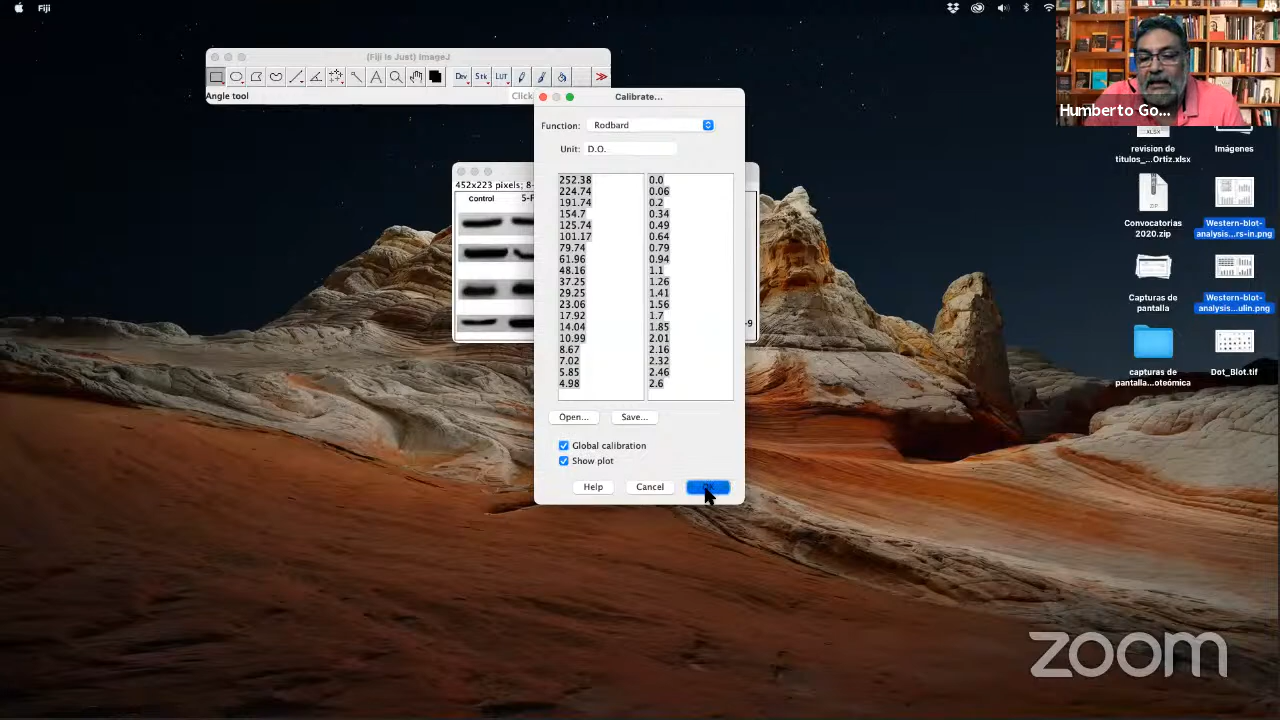 Fiji
(Fiji Is Just) ImageJ
Dev
Stk
LUT
Angle tool
Click
Calibrate...
Function:
Rodbard
Unit:
D.O.
252.38 0.0
224.74 0.06
191.74 0.2
154.7 0.34
125.74 0.49
101.17 0.64
79.74 0.79
61.96 0.94
48.16 1.1
37.25 1.26
29.25 1.41
23.06 1.56
17.92 1.7
14.04 1.85
10.99 2.01
8.67 2.16
7.02 2.32
5.85 2.46
4.98 2.6
Open...
Save...
Global calibration
Show plot
Help
Cancel
452x223 pixels; 8-
Control
5-F
-9
Humberto Go...
revision de
titulos_...Ortiz.xlsx
Imágenes
Convocatorias
2020.zip
Western-blot-
analysis...rs-in.png
Capturas de
pantalla
Western-blot-
analysis...ulin.png
capturas de
pantalla...oteómica
Dot_Blot.tif
zoom